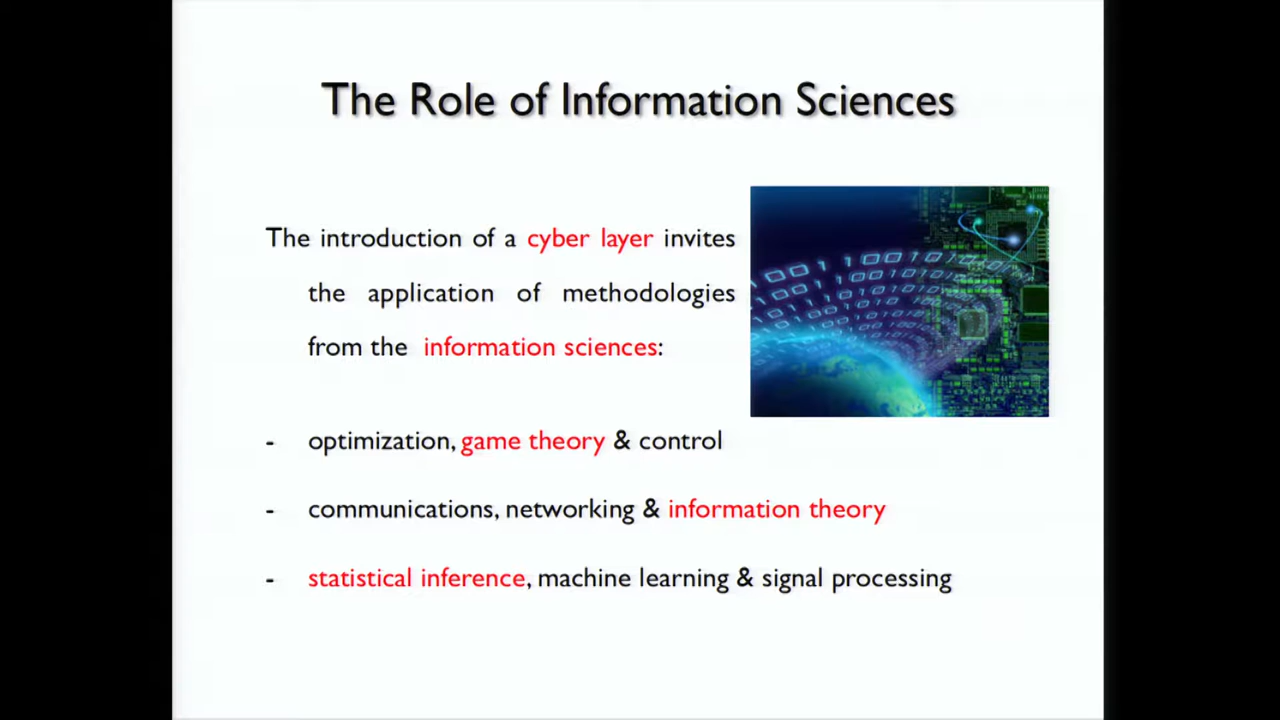 The Role of Information Sciences
The introduction of a cyber layer invites
the application of methodologies
from the information sciences:
- optimization, game theory & control
- communications, networking & information theory
- statistical inference, machine learning & signal processing